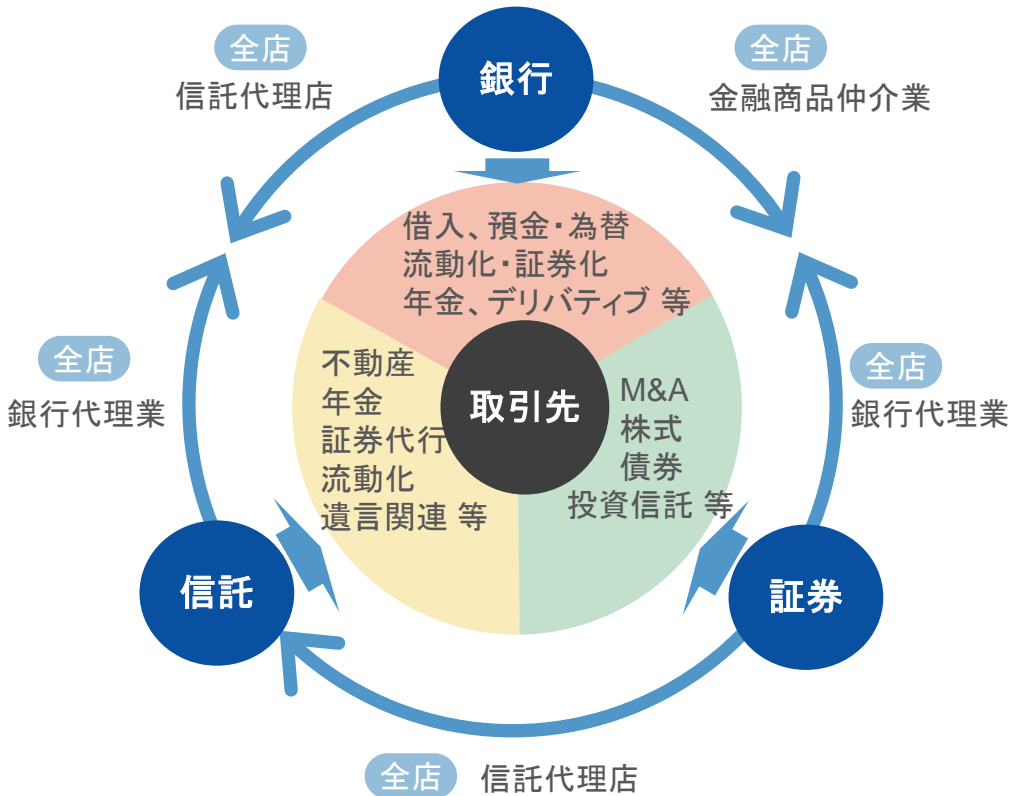 全店
信託代理店
銀行
全店
金融商品仲介業
借入、預金・為替
流動化・証券化
年金、デリバティブ 等
全店
銀行代理業
不動産
年金
証券代行
流動化
遺言関連 等
取引先
M&A
株式
債券
投資信託 等
全店
銀行代理業
信託
証券
全店 信託代理店